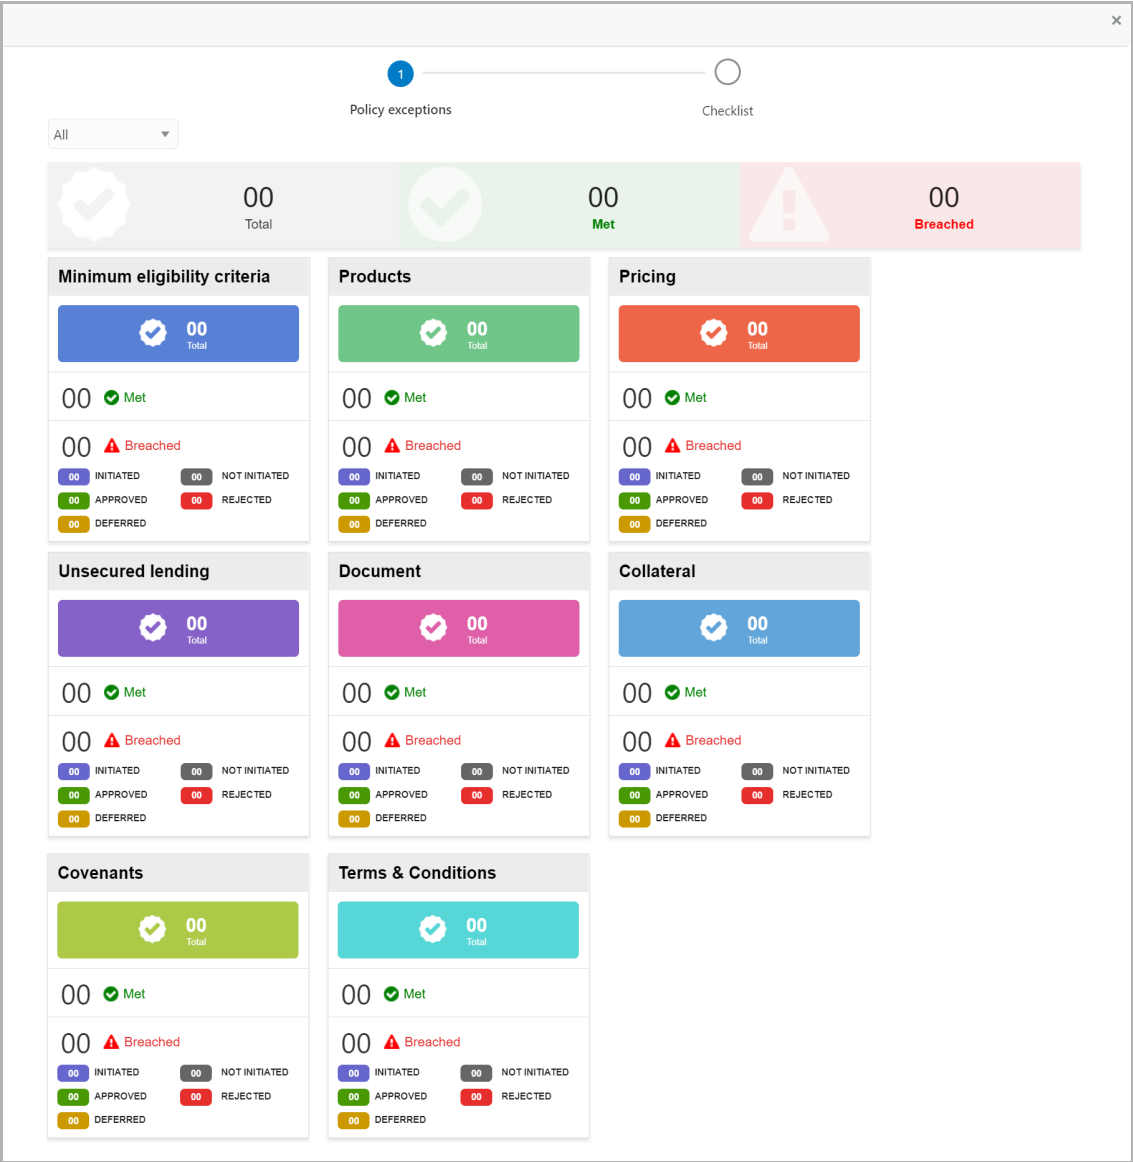 ×
1
Policy exceptions
Checklist
All
00
Total
00
Met
00
Breached
Minimum eligibility criteria
00
Total
00 Met
00 Breached
00 INITIATED 00 NOT INITIATED
00 APPROVED 00 REJECTED
00 DEFERRED
Products
00
Total
00 Met
00 Breached
00 INITIATED 00 NOT INITIATED
00 APPROVED 00 REJECTED
00 DEFERRED
Pricing
00
Total
00 Met
00 Breached
00 INITIATED 00 NOT INITIATED
00 APPROVED 00 REJECTED
00 DEFERRED
Unsecured lending
00
Total
00 Met
00 Breached
00 INITIATED 00 NOT INITIATED
00 APPROVED 00 REJECTED
00 DEFERRED
Document
00
Total
00 Met
00 Breached
00 INITIATED 00 NOT INITIATED
00 APPROVED 00 REJECTED
00 DEFERRED
Collateral
00
Total
00 Met
00 Breached
00 INITIATED 00 NOT INITIATED
00 APPROVED 00 REJECTED
00 DEFERRED
Covenants
00
Total
00 Met
00 Breached
00 INITIATED 00 NOT INITIATED
00 APPROVED 00 REJECTED
00 DEFERRED
Terms & Conditions
00
Total
00 Met
00 Breached
00 INITIATED 00 NOT INITIATED
00 APPROVED 00 REJECTED
00 DEFERRED